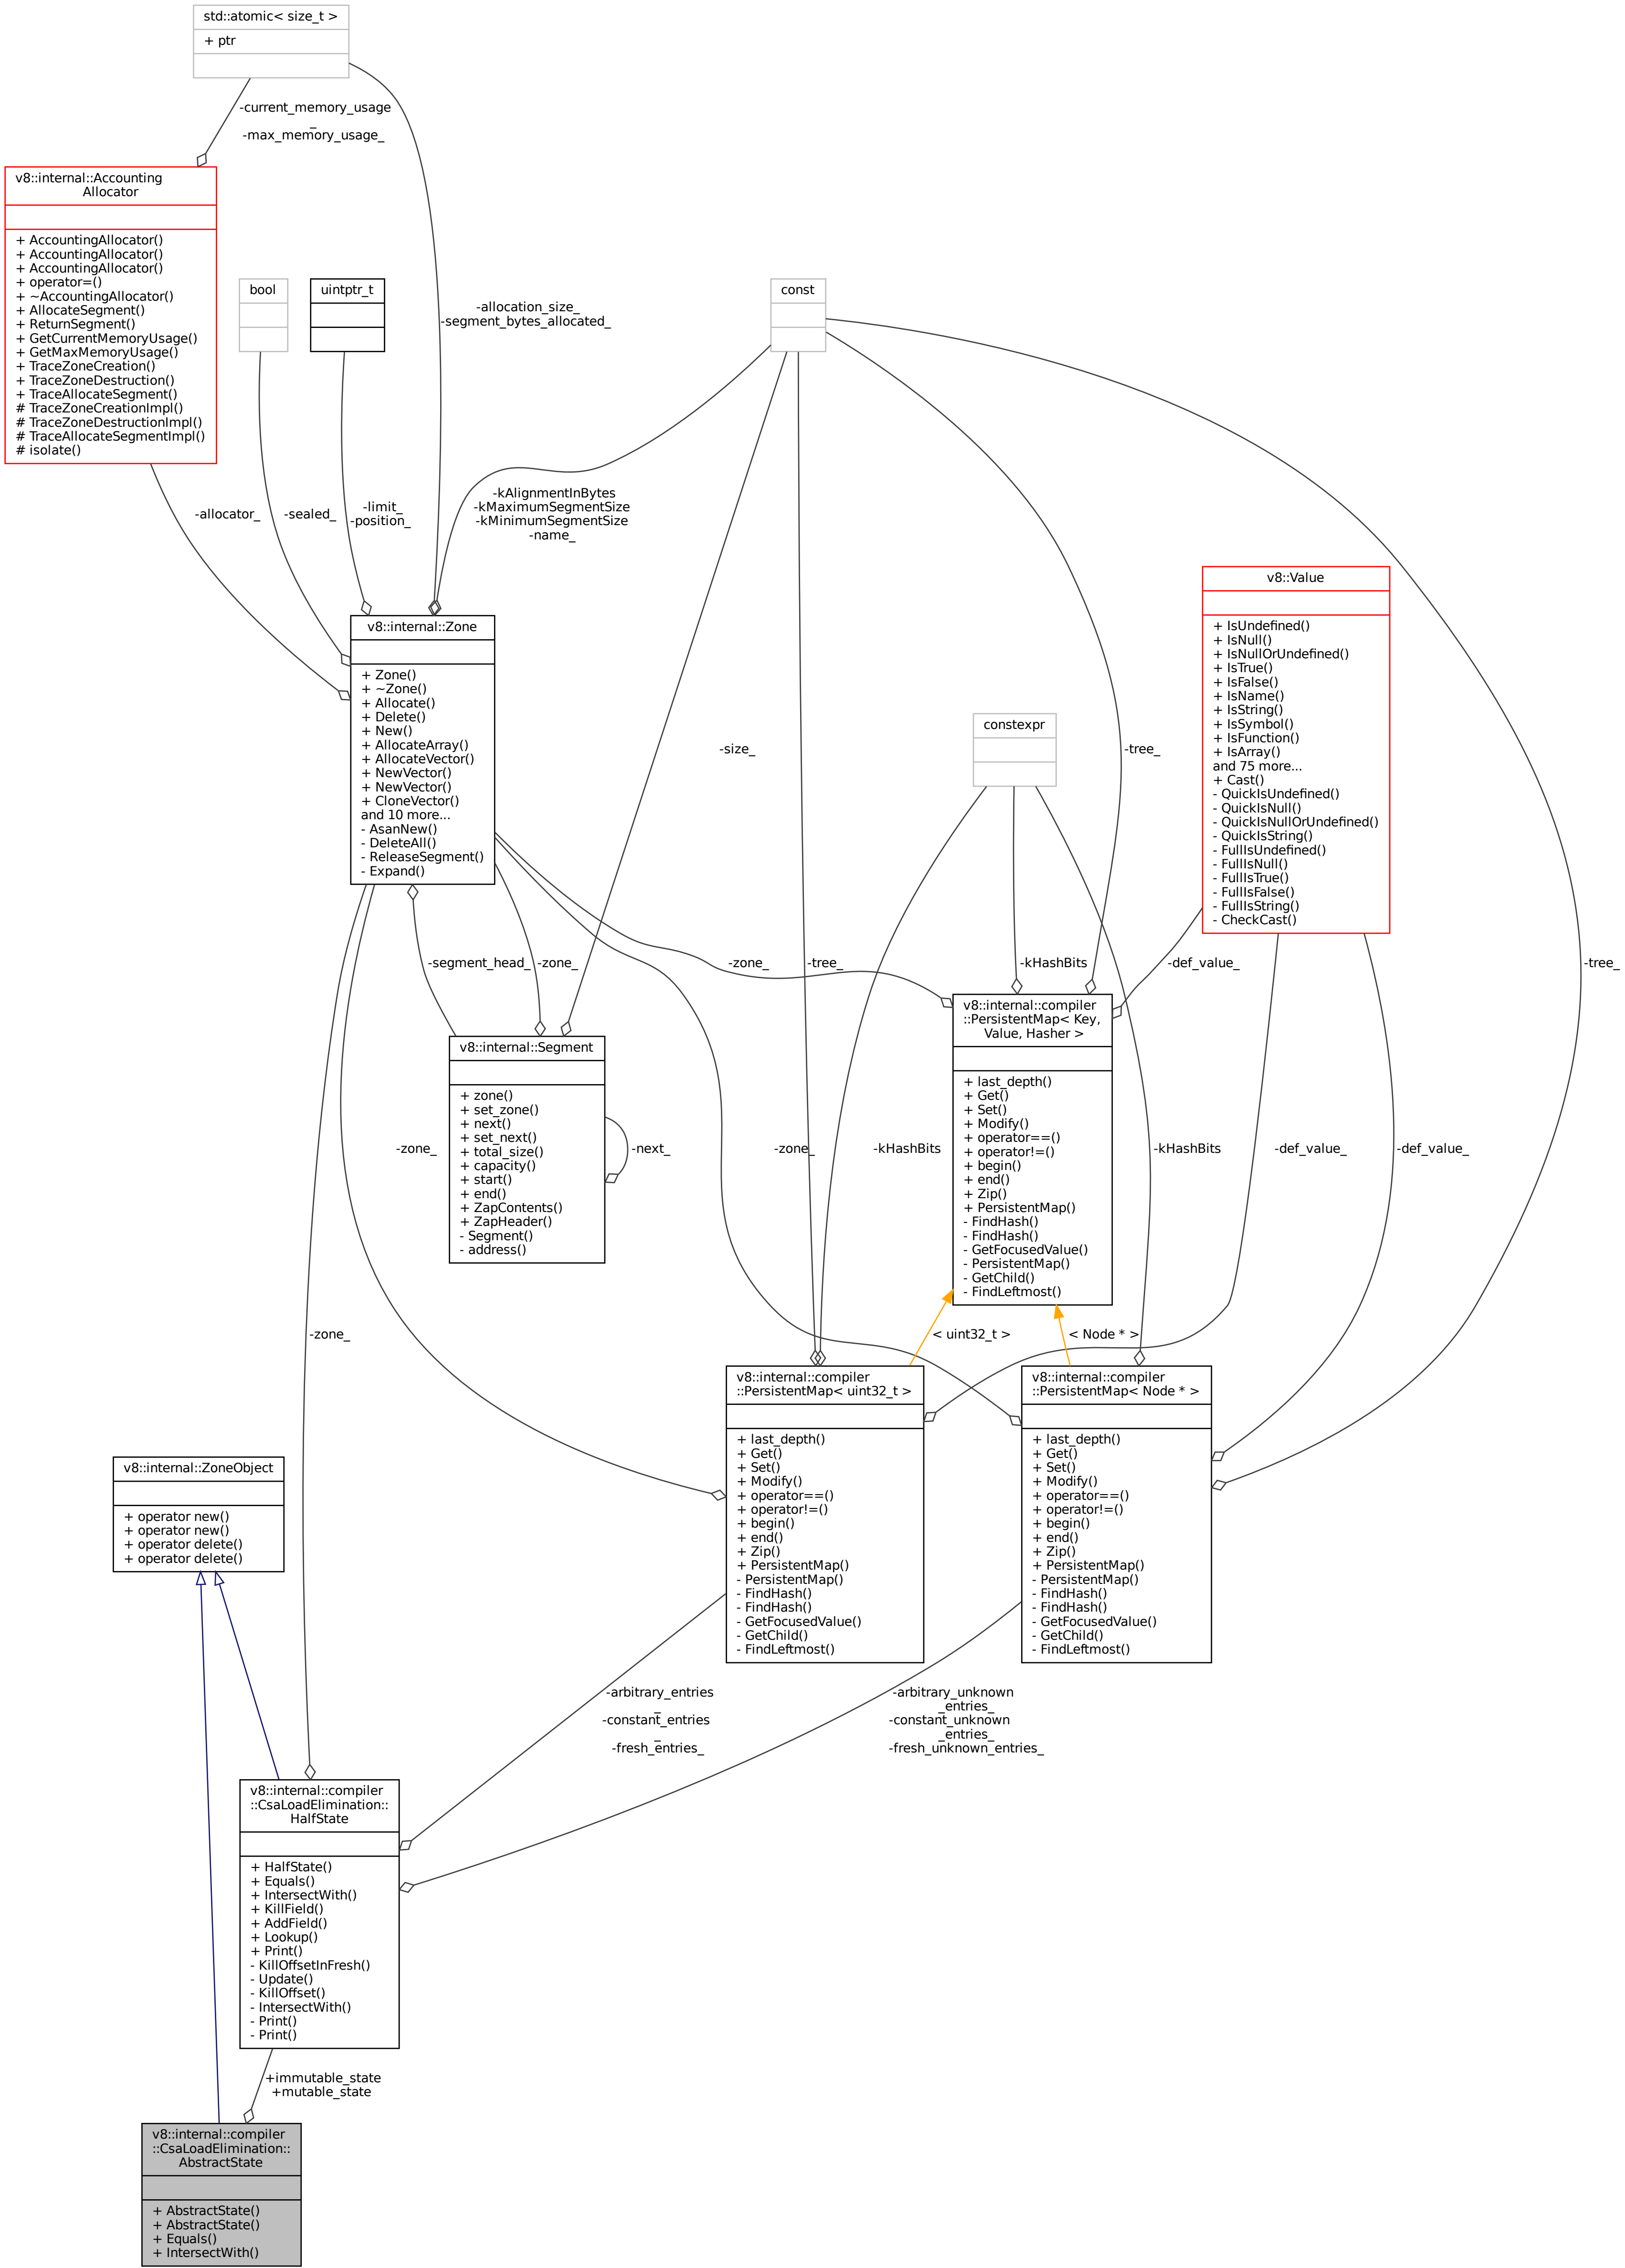 std::atomic< size_t >
+ ptr
-current_memory_usage
_
-max_memory_usage_
v8::internal::Accounting
Allocator
+ AccountingAllocator()
+ AccountingAllocator()
+ AccountingAllocator()
+ operator=()
+ ~AccountingAllocator()
+ AllocateSegment()
+ ReturnSegment()
+ GetCurrentMemoryUsage()
+ GetMaxMemoryUsage()
+ TraceZoneCreation()
+ TraceZoneDestruction()
+ TraceAllocateSegment()
# TraceZoneCreationImpl()
# TraceZoneDestructionImpl()
# TraceAllocateSegmentImpl()
# isolate()
bool
uintptr_t
-allocation_size_
-segment_bytes_allocated_
const
-allocator_
-sealed_
-limit_
-position_
-kAlignmentInBytes
-kMaximumSegmentSize
-kMinimumSegmentSize
-name_
v8::internal::Zone
+ Zone()
+ ~Zone()
+ Allocate()
+ Delete()
+ New()
+ AllocateArray()
+ AllocateVector()
+ NewVector()
+ NewVector()
+ CloneVector()
and 10 more...
- AsanNew()
- DeleteAll()
- ReleaseSegment()
- Expand()
-size_
constexpr
-tree_
v8::Value
+ IsUndefined()
+ IsNull()
+ IsNullOrUndefined()
+ IsTrue()
+ IsFalse()
+ IsName()
+ IsString()
+ IsSymbol()
+ IsFunction()
+ IsArray()
and 75 more...
+ Cast()
- QuickIsUndefined()
- QuickIsNull()
- QuickIsNullOrUndefined()
- QuickIsString()
- FullIsUndefined()
- FullIsNull()
- FullIsTrue()
- FullIsFalse()
- FullIsString()
- CheckCast()
-segment_head_
-zone_
-zone_
-tree_
-kHashBits
-def_value_
-tree_
v8::internal::Segment
+ zone()
+ set_zone()
+ next()
+ set_next()
+ total_size()
+ capacity()
+ start()
+ end()
+ ZapContents()
+ ZapHeader()
- Segment()
- address()
v8::internal::compiler
::PersistentMap< Key,
Value, Hasher >
+ last_depth()
+ Get()
+ Set()
+ Modify()
+ operator==()
+ operator!=()
+ begin()
+ end()
+ Zip()
+ PersistentMap()
- FindHash()
- FindHash()
- GetFocusedValue()
- PersistentMap()
- GetChild()
- FindLeftmost()
-zone_
-next_
-zone_
-kHashBits
-kHashBits
-def_value_
-def_value_
-zone_
< uint32_t >
< Node * >
v8::internal::compiler
::PersistentMap< uint32_t >
+ last_depth()
+ Get()
+ Set()
+ Modify()
+ operator==()
+ operator!=()
+ begin()
+ end()
+ Zip()
+ PersistentMap()
- PersistentMap()
- FindHash()
- FindHash()
- GetFocusedValue()
- GetChild()
- FindLeftmost()
v8::internal::compiler
::PersistentMap< Node * >
+ last_depth()
+ Get()
+ Set()
+ Modify()
+ operator==()
+ operator!=()
+ begin()
+ end()
+ Zip()
+ PersistentMap()
- PersistentMap()
- FindHash()
- FindHash()
- GetFocusedValue()
- GetChild()
- FindLeftmost()
v8::internal::ZoneObject
+ operator new()
+ operator new()
+ operator delete()
+ operator delete()
-arbitrary_entries
_
-constant_entries
_
-fresh_entries_
-arbitrary_unknown
_entries_
-constant_unknown
_entries_
-fresh_unknown_entries_
v8::internal::compiler
::CsaLoadElimination::
HalfState
+ HalfState()
+ Equals()
+ IntersectWith()
+ KillField()
+ AddField()
+ Lookup()
+ Print()
- KillOffsetInFresh()
- Update()
- KillOffset()
- IntersectWith()
- Print()
- Print()
+immutable_state
+mutable_state
v8::internal::compiler
::CsaLoadElimination::
AbstractState
+ AbstractState()
+ AbstractState()
+ Equals()
+ IntersectWith()